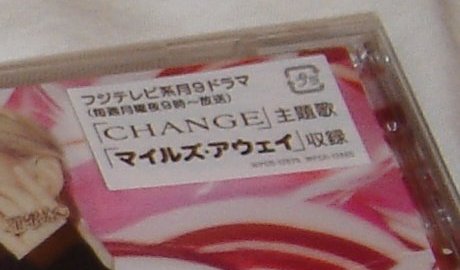 フジテレビ系月9ドラマ
(毎週月曜夜9時～放送)
「CHANGE」主題歌
「マイルズ・アウェイ」収録